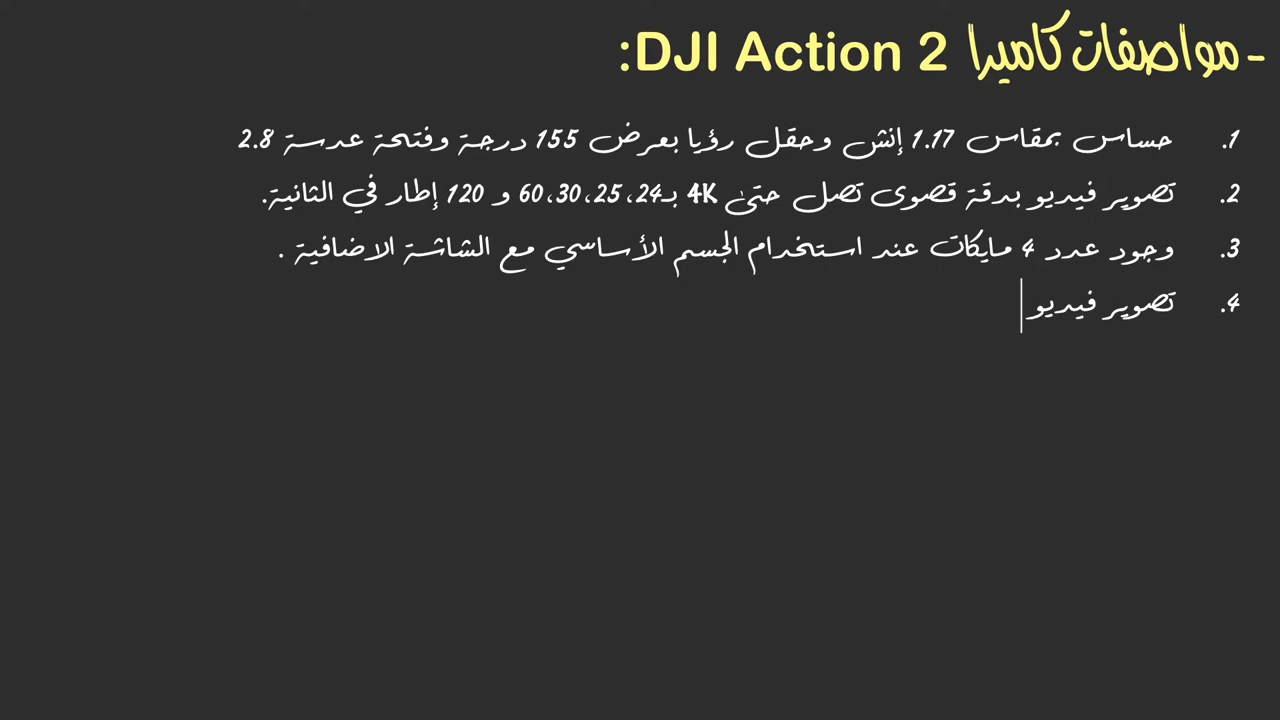 - مواصفات كاميرا DJI Action 2:
1. حساس بمقاس 1.17 إنش وحقل رؤيا بعرض 155 درجة وفتحة عدسة 2.8
2. تصوير فيديو بدقة قصوى تصل حتى 4K بـ24، 25، 30، 60 و 120 إطار في الثانية.
3. وجود عدد 4 مايكات عند استخدام الجسم الأساسي مع الشاشة الاضافية .
4. تصوير فيديو